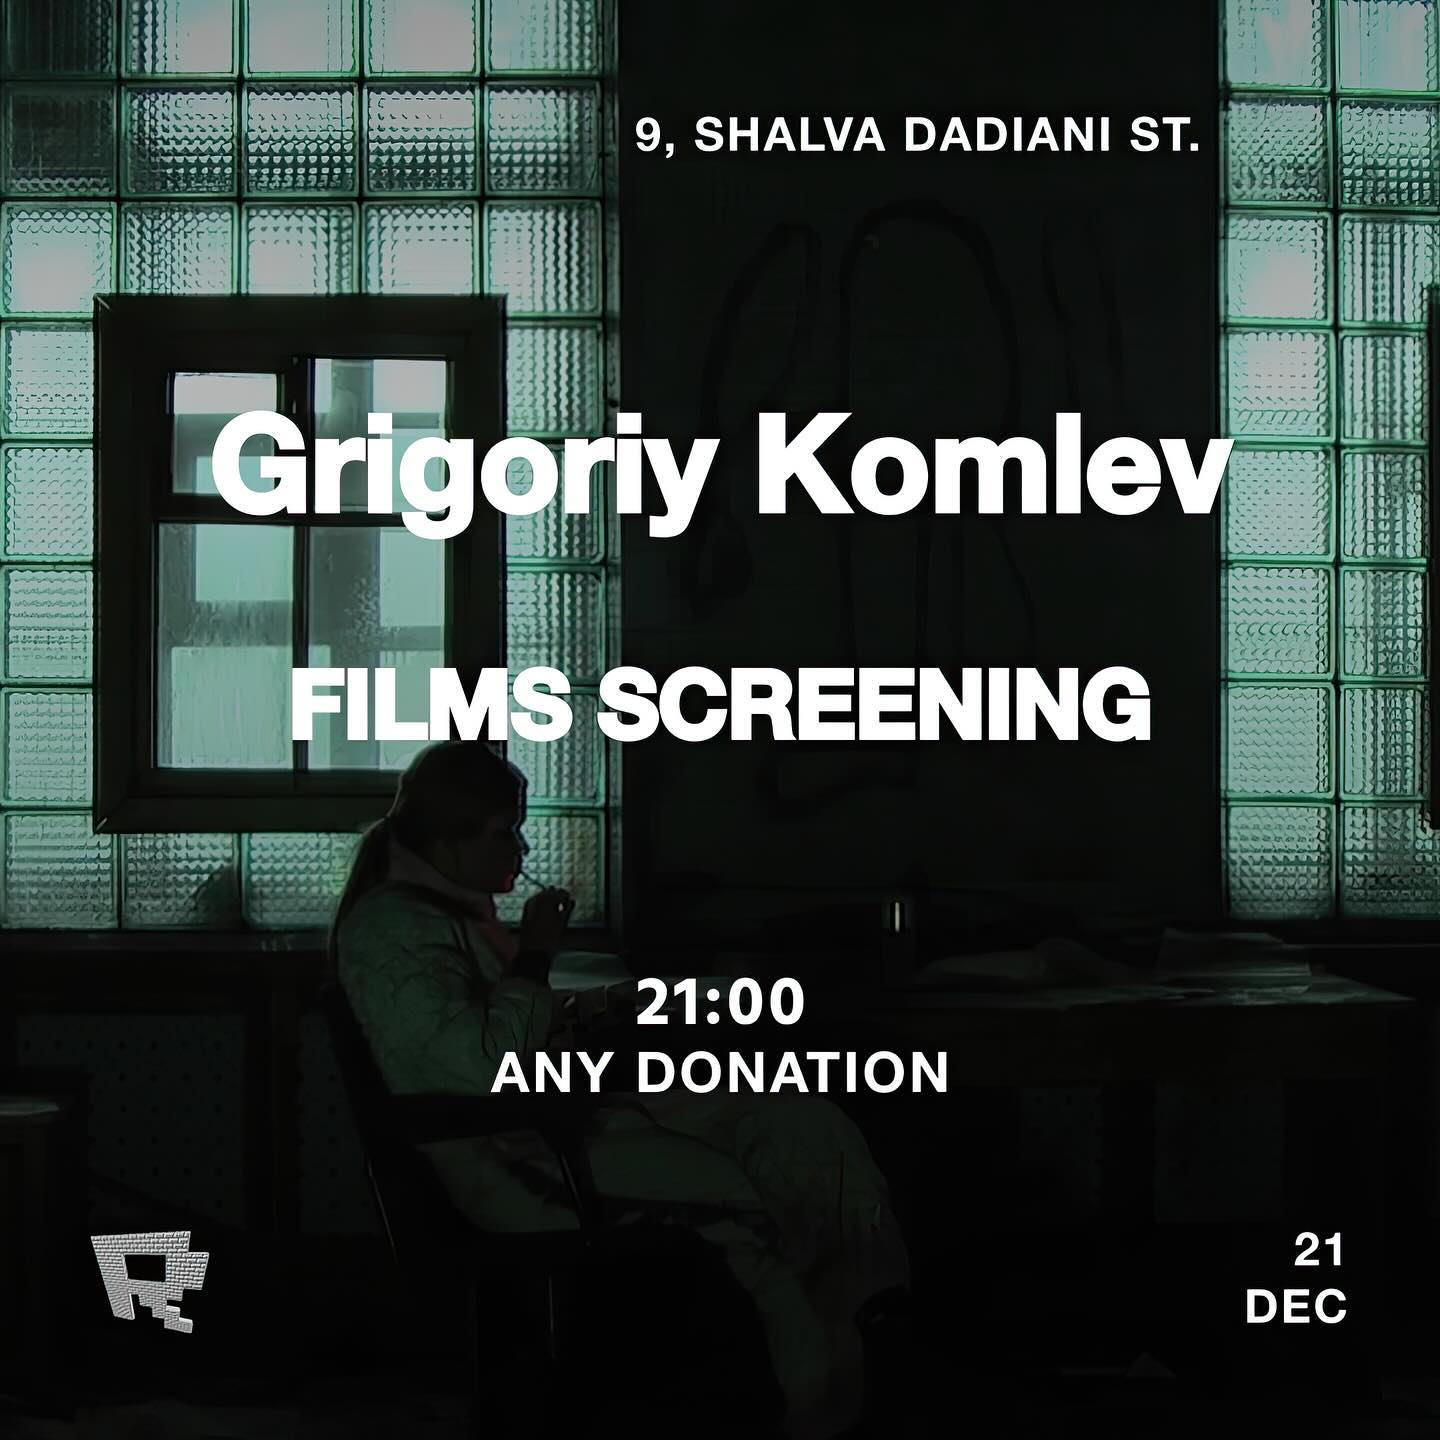 9, SHALVA DADIANI ST.
Grigoriy Komlev
FILMS SCREENING
21:00
ANY DONATION
21
DEC